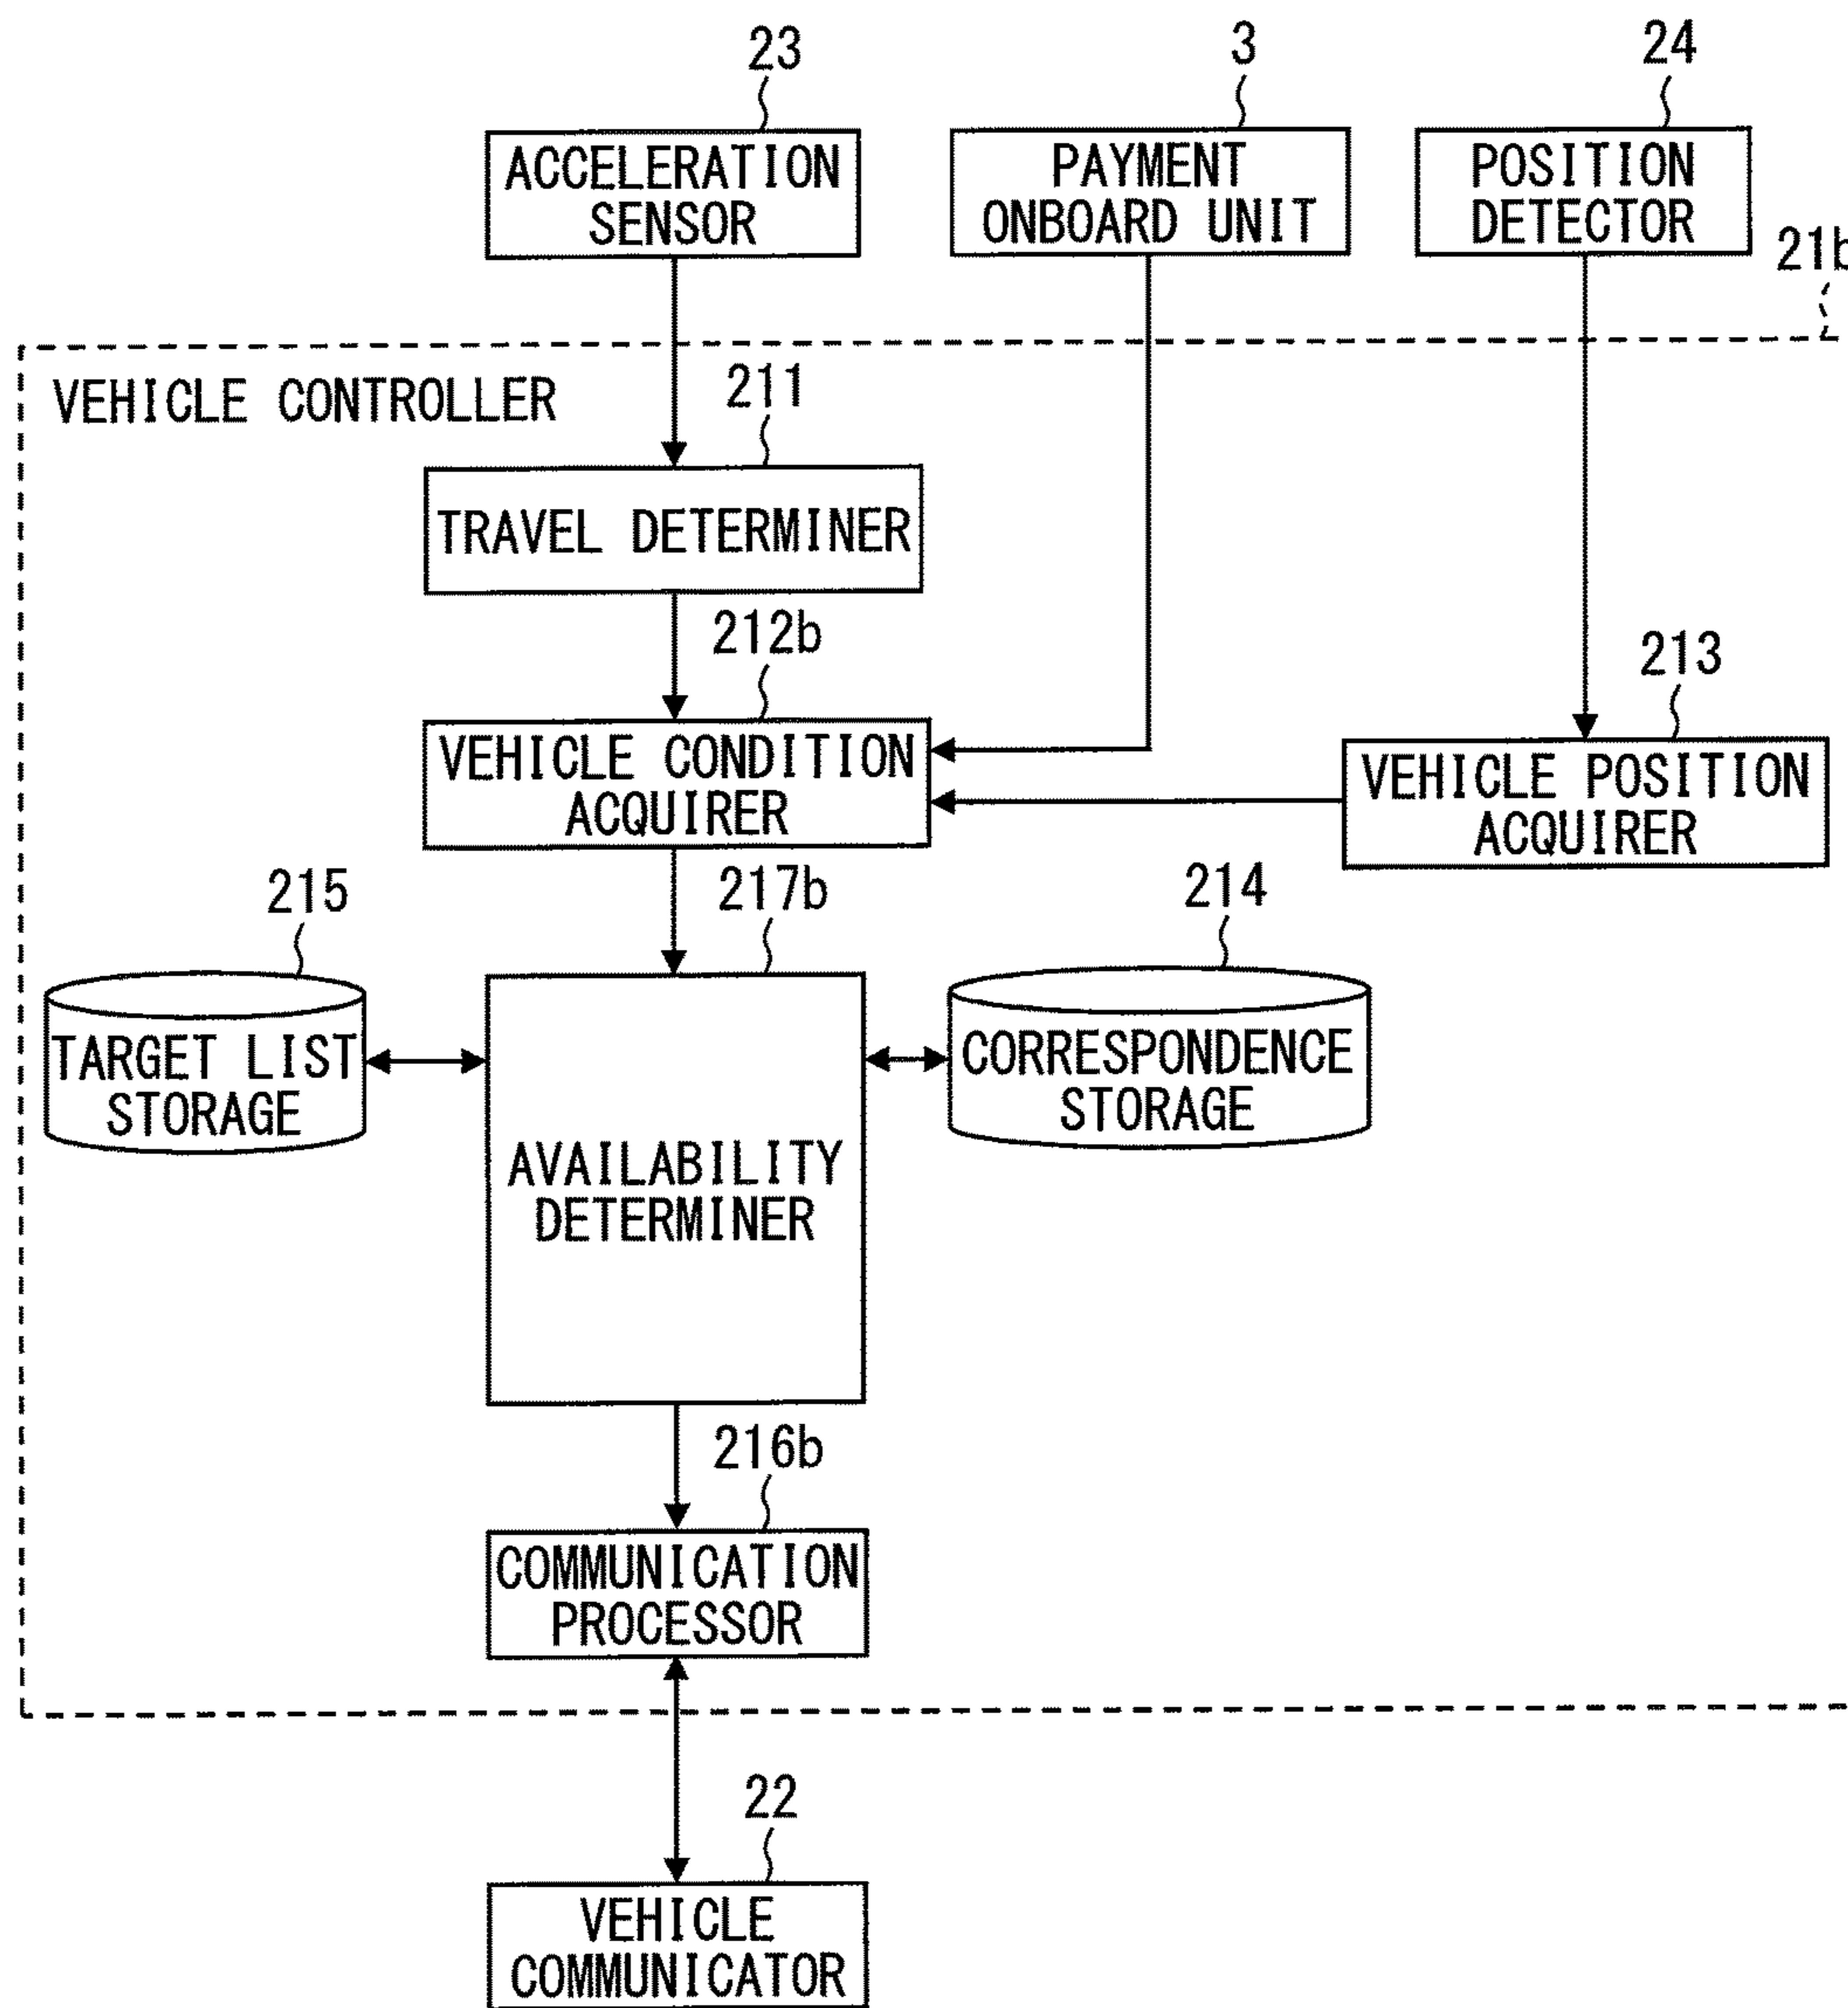 23
3
24
ACCELERATION
SENSOR
PAYMENT
ONBOARD UNIT
POSITION
DETECTOR
21b
VEHICLE CONTROLLER
211
TRAVEL DETERMINER
212b
213
VEHICLE CONDITION
ACQUIRER
VEHICLE POSITION
ACQUIRER
215
217b
214
TARGET LIST
STORAGE
CORRESPONDENCE
STORAGE
AVAILABILITY
DETERMINER
216b
COMMUNICATION
PROCESSOR
22
VEHICLE
COMMUNICATOR